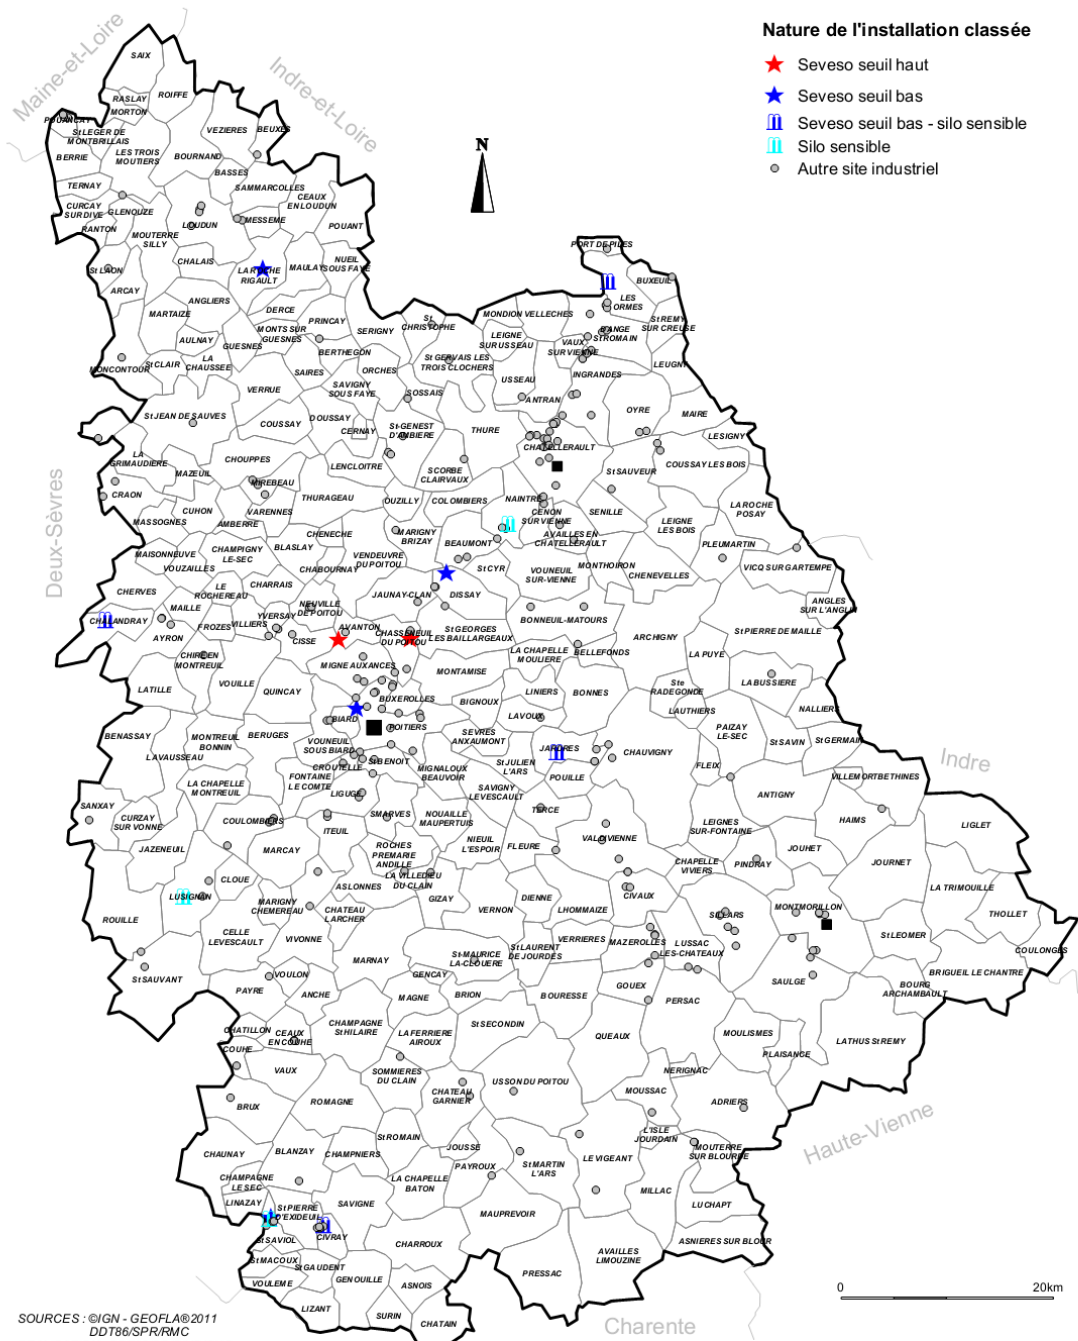 Nature de l'installation classée
Seveso seuil haut
Seveso seuil bas
Seveso seuil bas - silo sensible
Silo sensible
Autre site industriel
Maine-et-Loire
Indre-et-Loire
Deux-Sèvres
Indre
Haute-Vienne
Charente
N
SAIX
RASLAY
MORTON
ROIFFE
POUANCAY
St LEGER DE
MONTBRILLAIS
VEZIERES
BEUXES
BERRIE
LES TROIS
MOUTIERS
BOURNAND
BASSES
TERNAY
SAMMARCOLLES
CURCAY
SUR DIVE
GLENOUZE
CEAUX
EN LOUDUN
RANTON
LOUDUN
MESSEME
POUANT
MOUTERRE
SILLY
St LAON
CHALAIS
LA ROCHE
RIGAULT
MAULAY
NUEIL
SOUS FAYE
ARCAY
ANGLIERS
MARTAIZE
DERCE
PRINCAY
AULNAY
GUESNES
MONTS SUR
GUESNES
SERIGNY
St
CHRISTOPHE
MONCONTOUR
St CLAIR
LA
CHAUSSEE
BERTHEGON
SAIRES
ORCHES
St GERVAIS LES
TROIS CLOCHERS
VERRUE
SAVIGNY
SOUS FAYE
SOSSAIS
PORT DE PILES
BUXEUIL
LES
ORMES
MONDION
VELLECHES
St REMY
SUR CREUSE
LEIGNE
SUR USSEAU
VAUX
SUR VIENNE
DANGE
St ROMAIN
LEUGNY
USSEAU
INGRANDES
ANTRAN
OYRE
MAIRE
St JEAN DE SAUVES
COUSSAY
DOUSSAY
CERNAY
St GENEST
D'AMBIERE
THURE
CHATELLERAULT
LESIGNY
LA
GRIMAUDIERE
CHOUPPES
LENCLOITRE
SCORBE
CLAIRVAUX
St SAUVEUR
COUSSAY LES BOIS
MAZEUIL
MIREBEAU
CRAON
THURAGEAU
OUZILLY
COLOMBIERS
NAINTRE
CENON
SUR VIENNE
SENILLE
LEIGNE
LES BOIS
LAROCHE
POSAY
CUHON
VARENNES
MASSOGNES
AMBERRE
CHENECHE
MARIGNY
BRIZAY
BEAUMONT
AVAILLES EN
CHATELLERAULT
PLEUMARTIN
MAISONNEUVE
VOUZAILLES
CHAMPIGNY
LE-SEC
BLASLAY
CHABOURNAY
VENDEUVRE
DU POITOU
St CYR
VOUNEUIL
SUR-VIENNE
MONTHOIRON
CHENEVELLES
VICQ SUR GARTEMPE
CHERVES
LE
ROCHEREAU
CHARRAIS
JAUNAY-CLAN
DISSAY
ANGLES
SUR L'ANGLIN
CHALANDRAY
MAILLE
NEUVILLE
DE POITOU
YVERSAY
AVANTON
CHASSENEUIL
DU POITOU
St GEORGES
LES BAILLARGEAUX
BONNEUIL-MATOURS
AYRON
FROZES
VILLIERS
CISSE
ARCHIGNY
St PIERRE DE MAILLE
CHIRE EN
MONTREUIL
MIGNE AUXANCES
MONTAMISE
LA CHAPELLE
MOULIERE
BELLEFONDS
LA PUYE
LATILLE
VOUILLE
QUINCAY
BUXEROLLES
BIGNOUX
LINIERS
BONNES
Ste
RADEGONDE
LA BUSSIERE
BIARD
POITIERS
LAVOUX
LAUTHIERS
NALLIERS
BENASSAY
LAVAUSSEAU
MONTREUIL
BONNIN
BERUGES
VOUNEUIL
SOUS BIARD
SEVRES
ANXAUMONT
JARDRES
CHAUVIGNY
PAIZAY
LE-SEC
St SAVIN
St GERMAIN
CROUTELLE
St BENOIT
MIGNALOUX
BEAUVOIR
St JULIEN
L'ARS
POUILLE
FLEIX
VILLEMORT
BETHINES
LA CHAPELLE
MONTREUIL
FONTAINE
LE COMTE
LIGUGE
SAVIGNY
LEVESCAULT
ANTIGNY
SANXAY
CURZAY
SUR VONNE
COULOMBIERS
SMARVES
NOUAILLE
MAUPERTUIS
TERCE
VALDIVIENNE
LEIGNES
SUR-FONTAINE
HAIMS
LIGLET
ITEUIL
NIEUIL
L'ESPOIR
FLEURE
JAZENEUIL
MARCAY
ROCHES
PREMARIE
ANDILLE
CHAPELLE
VIVIERS
PINDRAY
JOUHET
JOURNET
LA VILLEDIEU
DU CLAIN
CLOUE
ASLONNES
GIZAY
DIENNE
CIVAUX
LA TRIMOUILLE
LUSIGNAN
MARIGNY
CHEMEREAU
CHATEAU
LARCHER
VERNON
LHOMMAIZE
SILLARS
MONTMORILLON
THOLLET
ROUILLE
CELLE
LEVESCAULT
VIVONNE
VERRIERES
MAZEROLLES
LUSSAC
LES-CHATEAUX
St LEOMER
COULONGES
St LAURENT
DE JOURDES
St MAURICE
LA CLOUERE
MARNAY
St SAUVANT
VOULON
GENCAY
SAULGE
BRIGUEIL LE CHANTRE
PAYRE
ANCHE
MAGNE
BRION
BOURESSE
GOUEX
PERSAC
BOURG
ARCHAMBAULT
CHATILLON
CEAUX
EN COUHE
CHAMPAGNE
St HILAIRE
LA FERRIERE
AIROUX
St SECONDIN
QUEAUX
MOULISMES
LATHUS St REMY
COUHE
PLAISANCE
VAUX
SOMMIERES
DU CLAIN
USSON DU POITOU
NERIGNAC
CHATEAU
GARNIER
MOUSSAC
BRUX
ROMAGNE
ADRIERS
St ROMAIN
L'ISLE
JOURDAIN
MOUTERRE
SUR BLOURDE
CHAUNAY
BLANZAY
CHAMPNIERS
JOUSSE
PAYROUX
St MARTIN
L'ARS
LE VIGEANT
CHAMPAGNE
LE SEC
LA CHAPELLE
BATON
MILLAC
LINAZAY
St PIERRE
D'EXIDEUIL
SAVIGNE
MAUPREVOIR
LUCHAPT
St SAVIOL
CIVRAY
CHARROUX
ASNIERES SUR BLOUR
St MACOUX
St GAUDENT
AVAILLES
LIMOUZINE
VOULEME
GENOUILLE
ASNOIS
PRESSAC
LIZANT
SURIN
CHATAIN
0 20km
SOURCES : ©IGN - GEOFLA®2011
DDT86/SPR/RMC